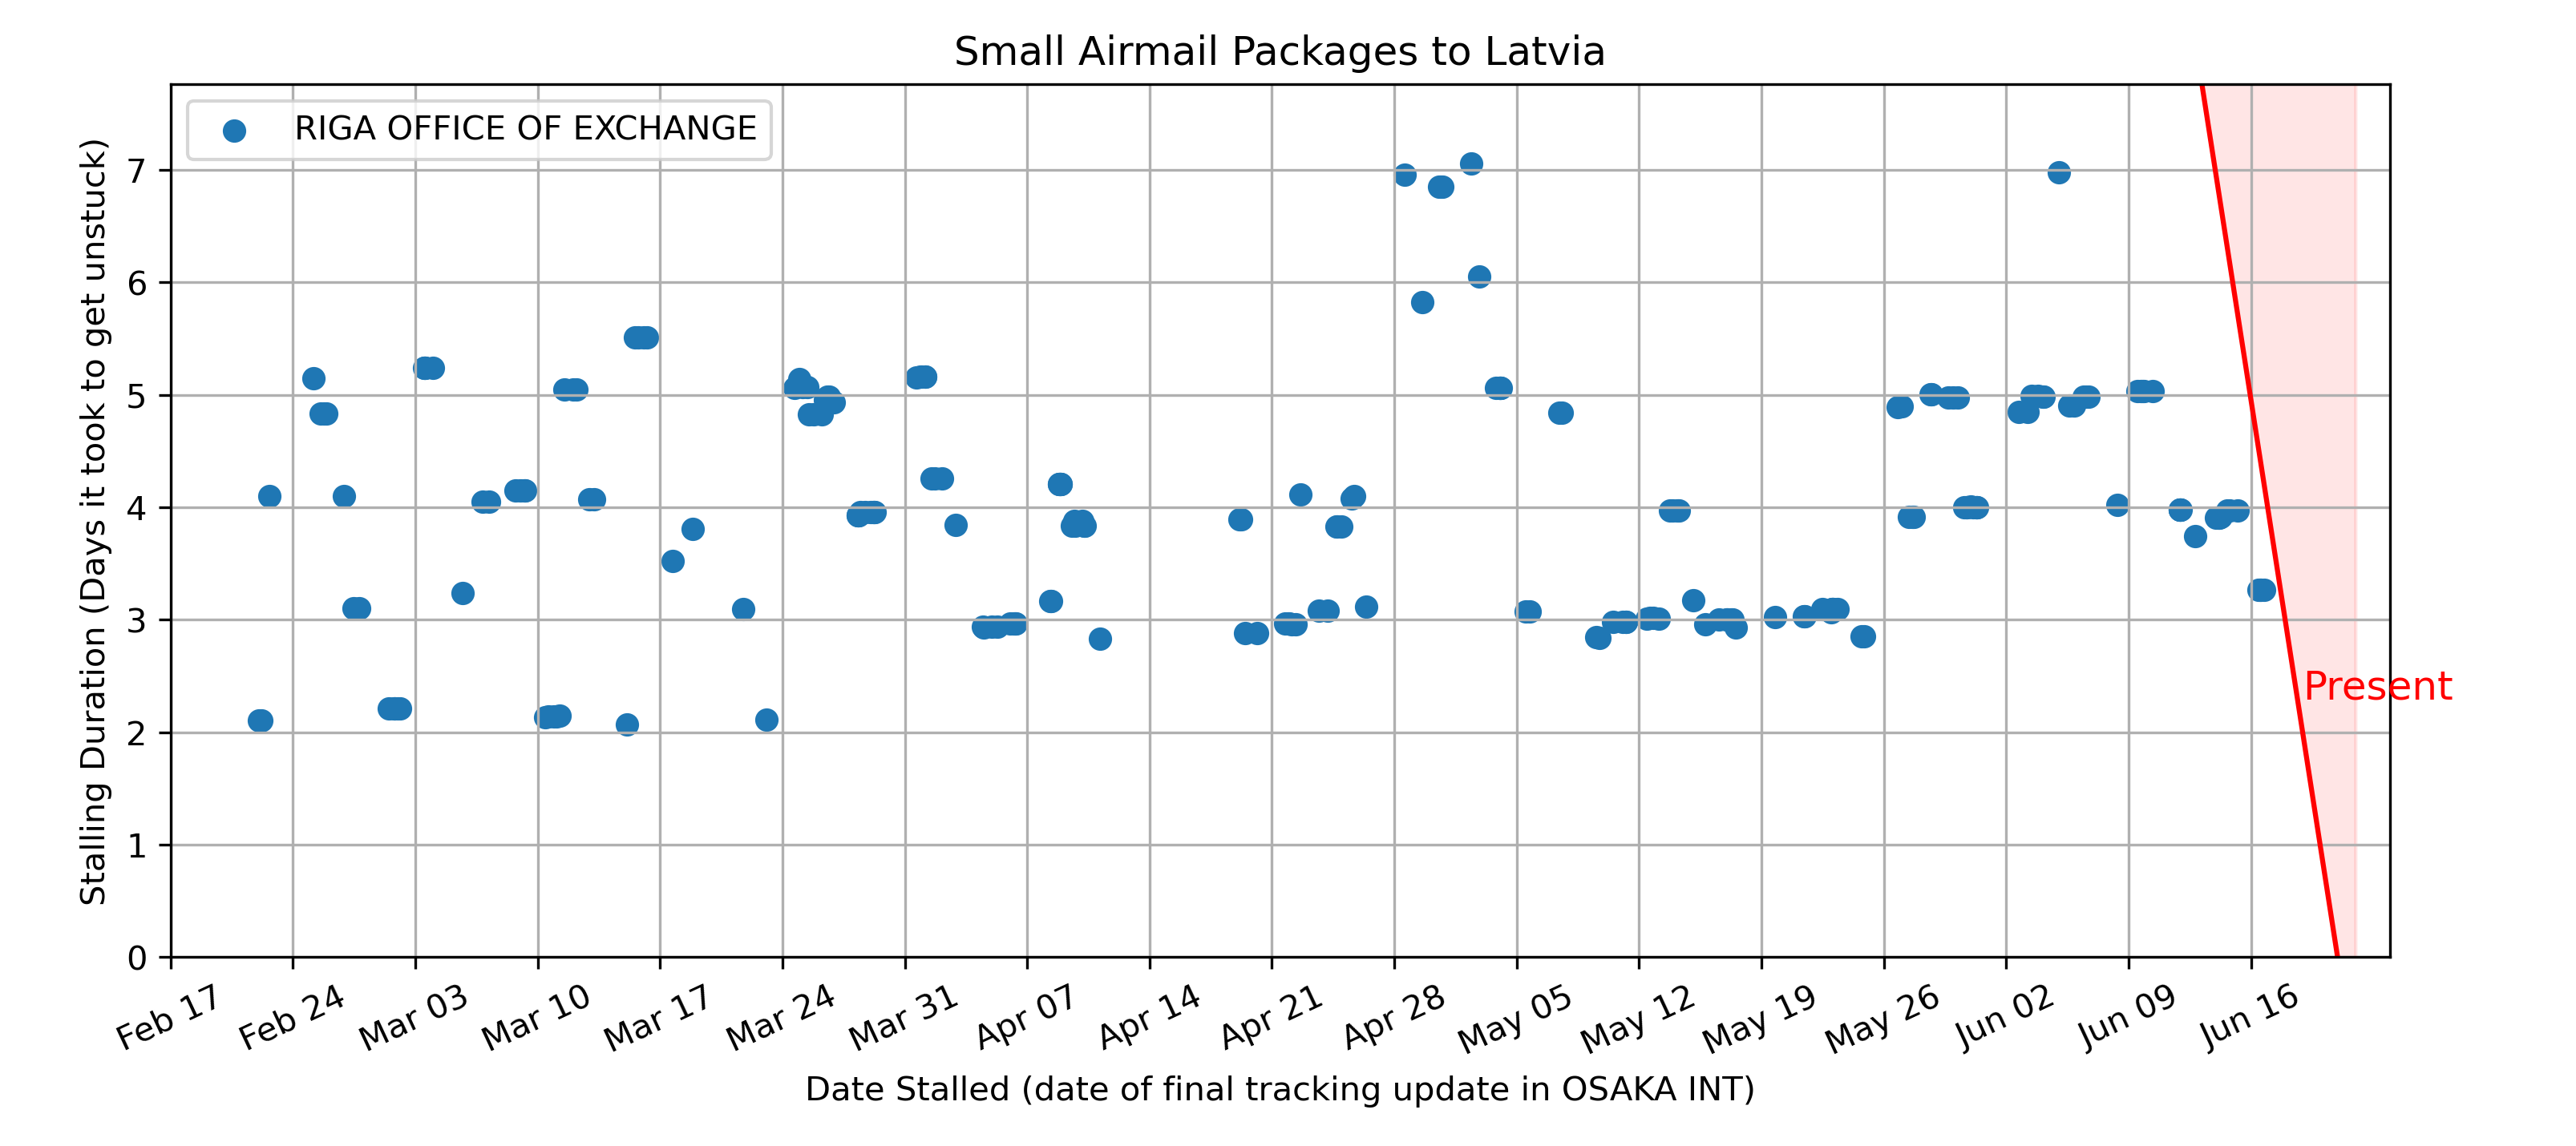 Small Airmail Packages to Latvia
RIGA OFFICE OF EXCHANGE
Stalling Duration (Days it took to get unstuck)
7
6
5
4
3
2
1
0
Present
Feb 17
Feb 24
Mar 03
Mar 10
Mar 17
Mar 24
Mar 31
Apr 07
Apr 14
Apr 21
Apr 28
May 05
May 12
May 19
May 26
Jun 02
Jun 09
Jun 16
Date Stalled (date of final tracking update in OSAKA INT)